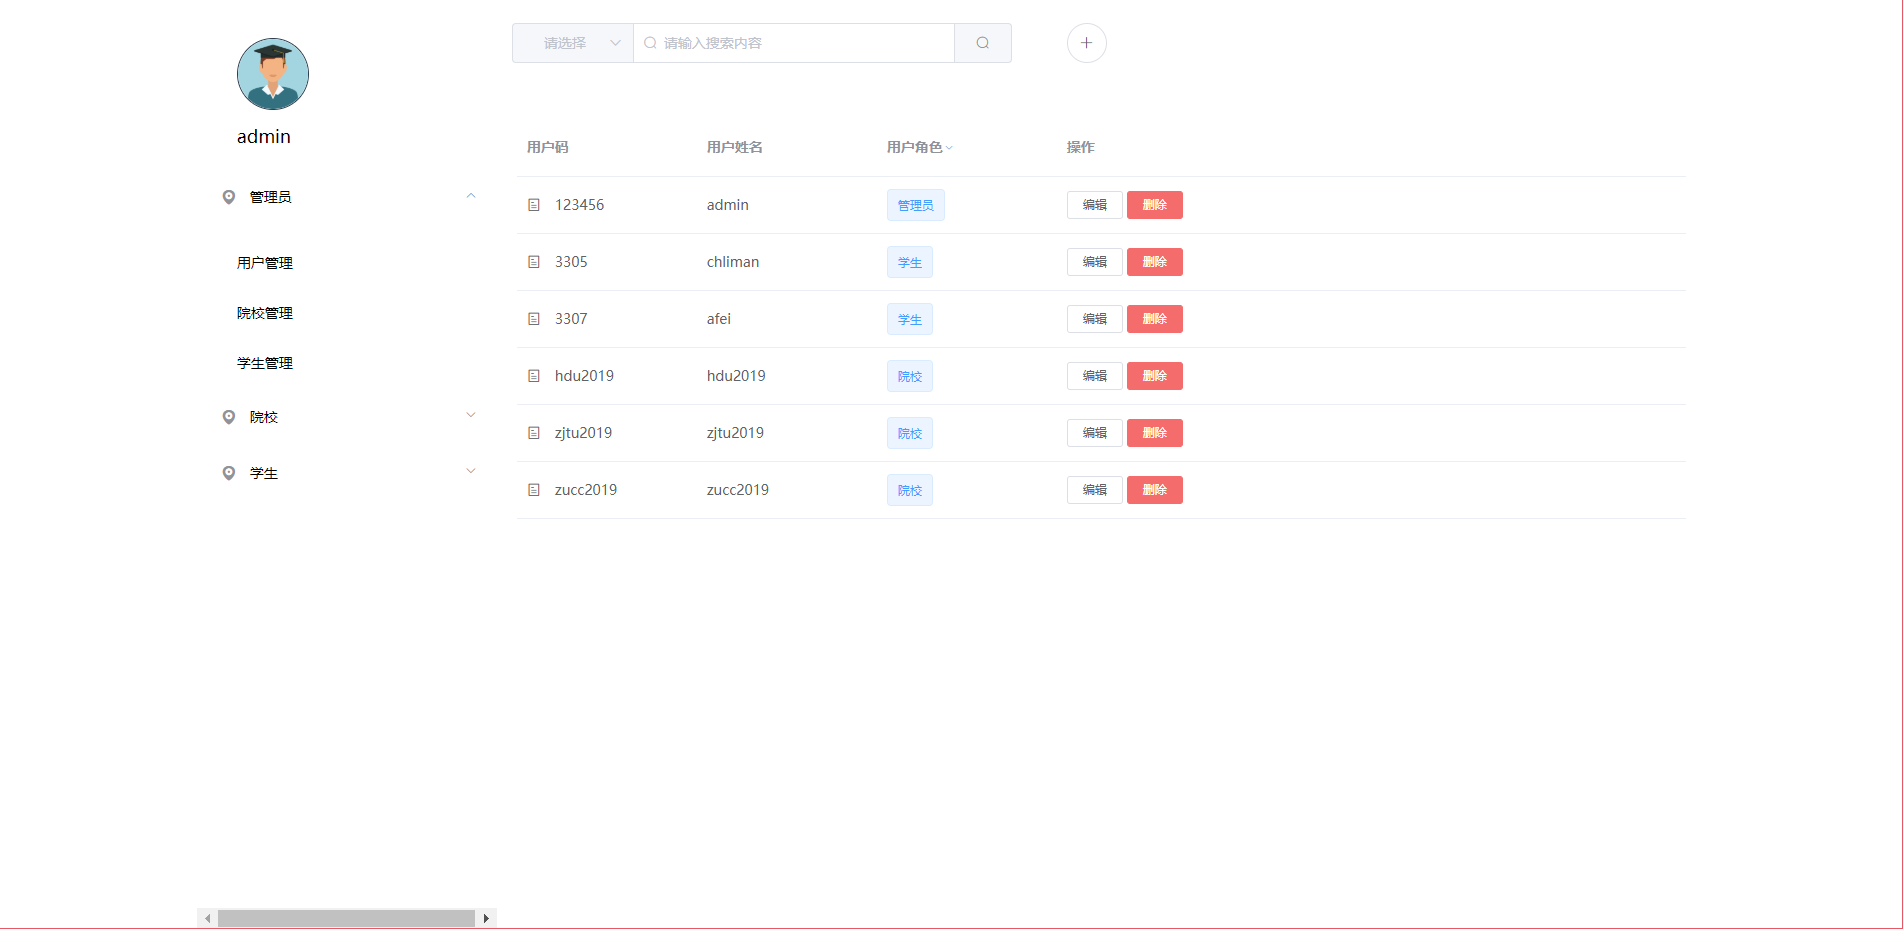 admin
管理员
用户管理
院校管理
学生管理
院校
学生
请选择 请输入搜索内容
用户码 用户姓名 用户角色 操作
123456 admin 管理员 编辑 删除
3305 chliman 学生 编辑 删除
3307 afei 学生 编辑 删除
hdu2019 hdu2019 院校 编辑 删除
zjtu2019 zjtu2019 院校 编辑 删除
zucc2019 zucc2019 院校 编辑 删除